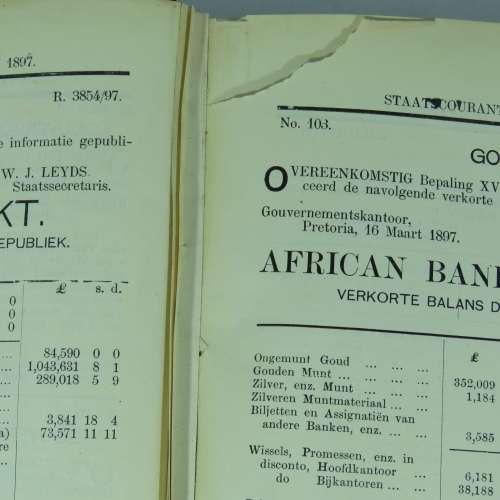 1897.
R. 3854/97.
e informatie gepubli-
W. J. LEYDS.
Staatssecretaris.
KT.
EPUBLIEK.
£ s. d.
0
0
0
... 84,590 0 0
... 1,043,631 8 1
... 289,018 5 9
...
... 3,841 18 4
a) 73,571 11 11
re
STAATSCOURANT
No. 103.
GO
OVEREENKOMSTIG Bepaling XV
ceerd de navolgende verkorte
Gouvernementskantoor,
Pretoria, 16 Maart 1897.
AFRICAN BAN
VERKORTE BALANS D
£
Ongemunt Goud ... ... ...
Gouden Munt ... ... ... ... 352,009
Zilver, enz. Munt ... ... ... 1,184
Zilveren Muntmateriaal ... ...
Biljetten en Assignatiën van
andere Banken, enz. ... ... 3,585
Wissels, Promessen, enz. in
disconto, Hoofdkantoor ... 6,181
do Bijkantoren ... ... 38,188